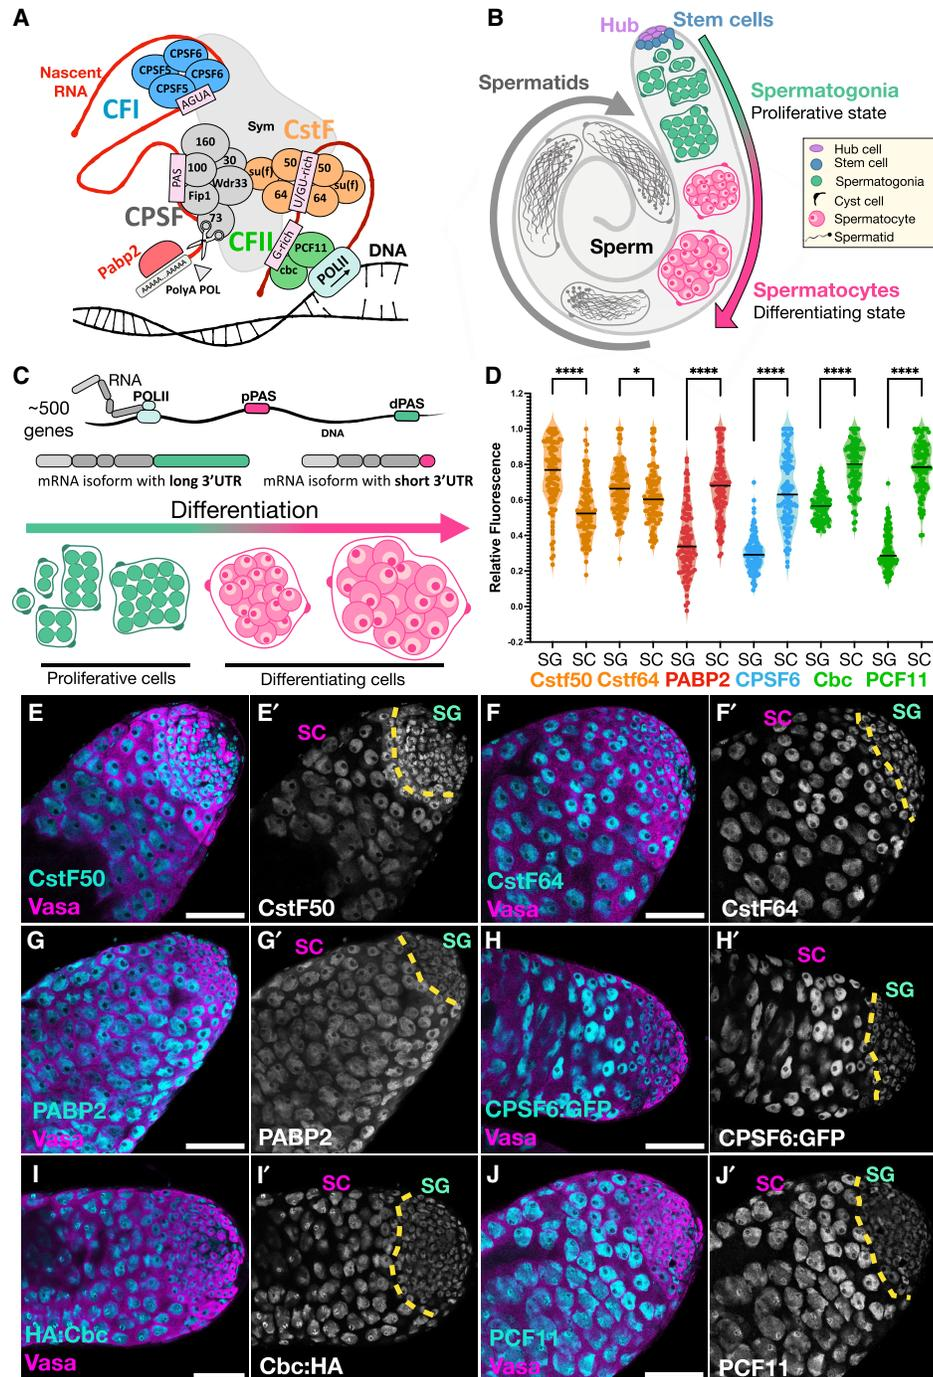 A
Nascent
RNA
CPSF6
CPSF5
CPSF6
CPSF5
CFI
AGUA
Sym
CstF
160
30
100
Wdr33
Fip1
73
PAS
su(f)
50
50
su(f)
64
64
U/GU-rich
CPSF
CFII
G-rich
PCF11
cbc
POLII
DNA
Pabp2
AAAAA...AAAAA
PolyA POL
B
Hub
Stem cells
Spermatids
Spermatogonia
Proliferative state
Hub cell
Stem cell
Spermatogonia
Cyst cell
Spermatocyte
Spermatid
Sperm
Spermatocytes
Differentiating state
C
RNA
POLII
pPAS
dPAS
~500
genes
DNA
mRNA isoform with long 3'UTR
mRNA isoform with short 3'UTR
Differentiation
Proliferative cells
Differentiating cells
D
**** * **** **** **** ****
Relative Fluorescence
1.2
1.0
0.8
0.6
0.4
0.2
0.0
-0.2
SG SC SG SC SG SC SG SC SG SC SG SC
Cstf50 Cstf64 PABP2 CPSF6 Cbc PCF11
E
CstF50
Vasa
E′
SC
SG
CstF50
F
CstF64
Vasa
F′
SC
SG
CstF64
G
PABP2
Vasa
G′
SC
SG
PABP2
H
CPSF6:GFP
Vasa
H′
SC
SG
CPSF6:GFP
I
HA:Cbc
Vasa
I′
SC
SG
Cbc:HA
J
PCF11
Vasa
J′
SC
SG
PCF11